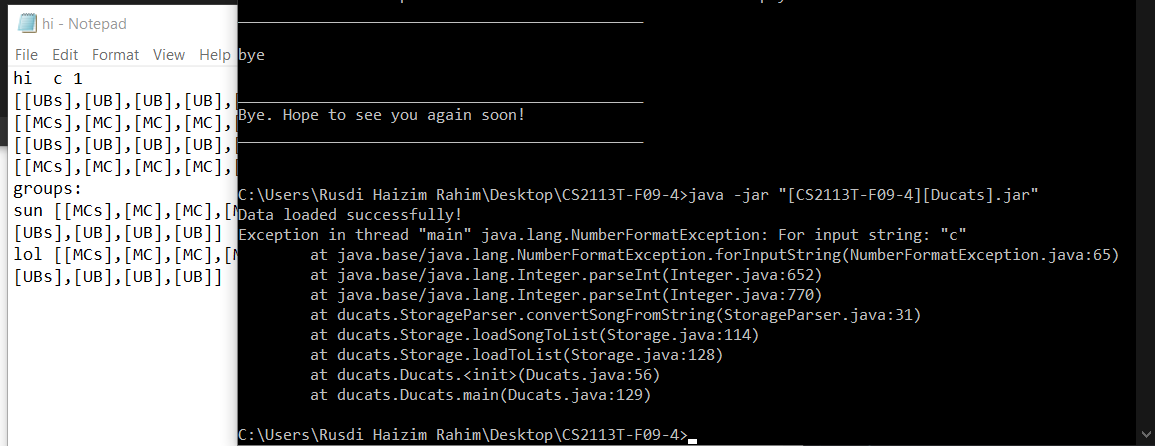 hi - Notepad
File Edit Format View Help
hi  c 1
[[UBs],[UB],[UB],[UB],
[[MCs],[MC],[MC],[MC],
[[UBs],[UB],[UB],[UB],
[[MCs],[MC],[MC],[MC],
groups:
sun [[MCs],[MC],[MC],[M
[UBs],[UB],[UB],[UB]]
lol [[MCs],[MC],[MC],[M
[UBs],[UB],[UB],[UB]]
bye
Bye. Hope to see you again soon!
C:\Users\Rusdi Haizim Rahim\Desktop\CS2113T-F09-4>java -jar "[CS2113T-F09-4][Ducats].jar"
Data loaded successfully!
Exception in thread "main" java.lang.NumberFormatException: For input string: "c"
at java.base/java.lang.NumberFormatException.forInputString(NumberFormatException.java:65)
at java.base/java.lang.Integer.parseInt(Integer.java:652)
at java.base/java.lang.Integer.parseInt(Integer.java:770)
at ducats.StorageParser.convertSongFromString(StorageParser.java:31)
at ducats.Storage.loadSongToList(Storage.java:114)
at ducats.Storage.loadToList(Storage.java:128)
at ducats.Ducats.<init>(Ducats.java:56)
at ducats.Ducats.main(Ducats.java:129)
C:\Users\Rusdi Haizim Rahim\Desktop\CS2113T-F09-4>